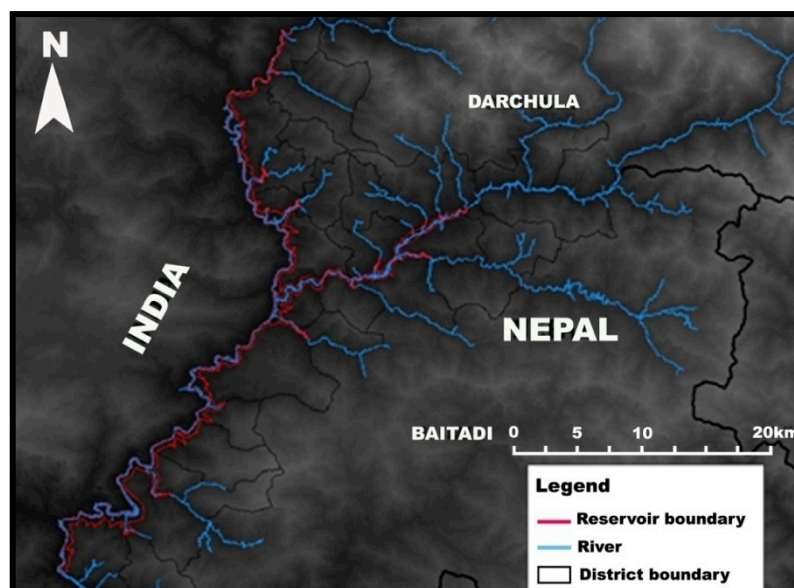 N
DARCHULA
INDIA
NEPAL
BAITADI
0 5 10 20km
Legend
Reservoir boundary
River
District boundary